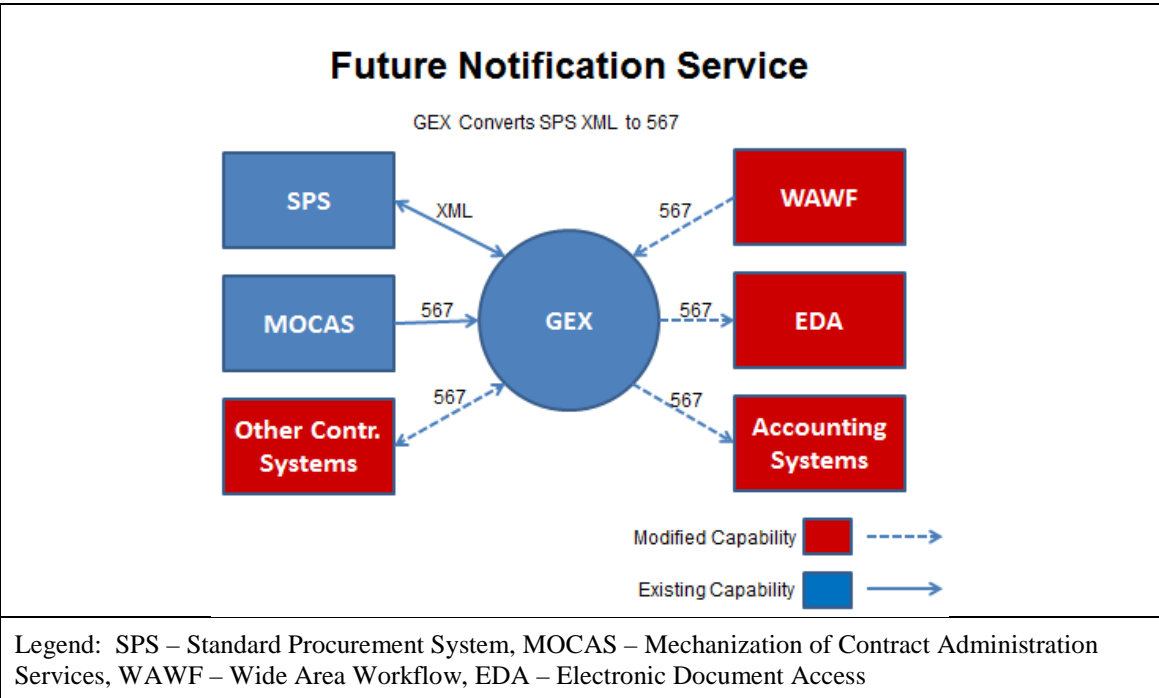 Future Notification Service
GEX Converts SPS XML to 567
SPS
XML
MOCAS
567
Other Contr.
Systems
567
GEX
WAWF
567
EDA
567
Accounting
Systems
567
Modified Capability
Existing Capability
Legend: SPS – Standard Procurement System, MOCAS – Mechanization of Contract Administration
Services, WAWF – Wide Area Workflow, EDA – Electronic Document Access